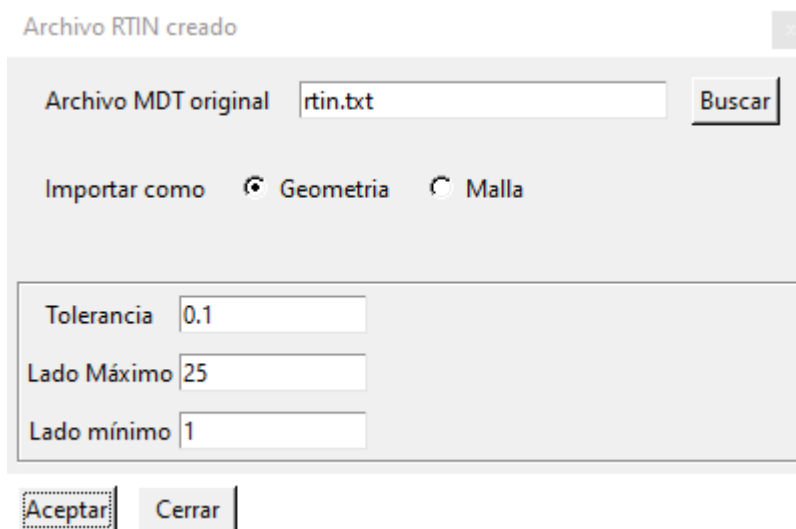 Archivo RTIN creado
Archivo MDT original rtin.txt Buscar
Importar como Geometria Malla
Tolerancia 0.1
Lado Máximo 25
Lado mínimo 1
Aceptar Cerrar